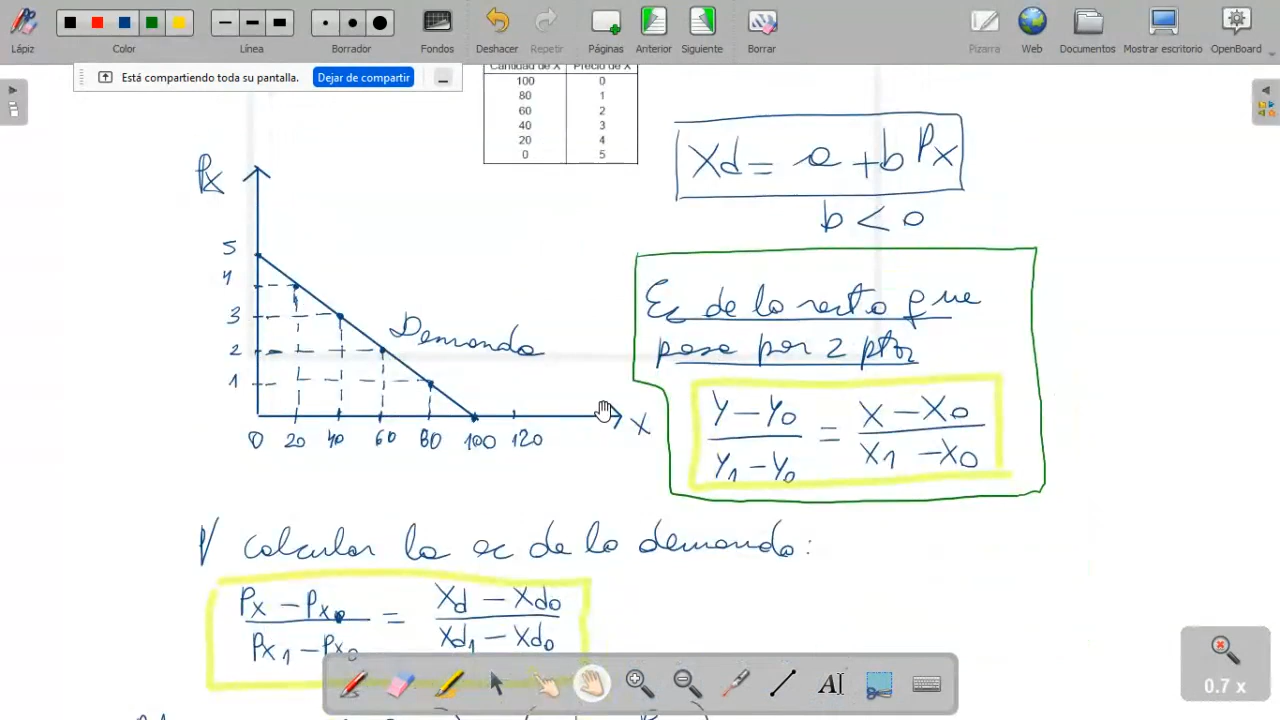 Lápiz
Color
Línea
Borrador
Fondos
Deshacer
Repetir
Páginas
Anterior
Siguiente
Borrar
Pizarra
Web
Documentos
Mostrar escritorio
OpenBoard
Está compartiendo toda su pantalla.
Dejar de compartir
Cantidad de X Precio de X
100 0
80 1
60 2
40 3
20 4
0 5
Xd = a + b Px
b < 0
Px
5
4
3
2
1
0 20 40 60 80 100 120
X
Demanda
Ec de la recta que
pasa por 2 ptos
Y – Y0 / Y1 – Y0 = X – X0 / X1 – X0
P/ calcular la ec de la demanda:
Px – Px0 / Px1 – Px0 = Xd – Xd0 / Xd1 – Xd0
AI
0.7 x